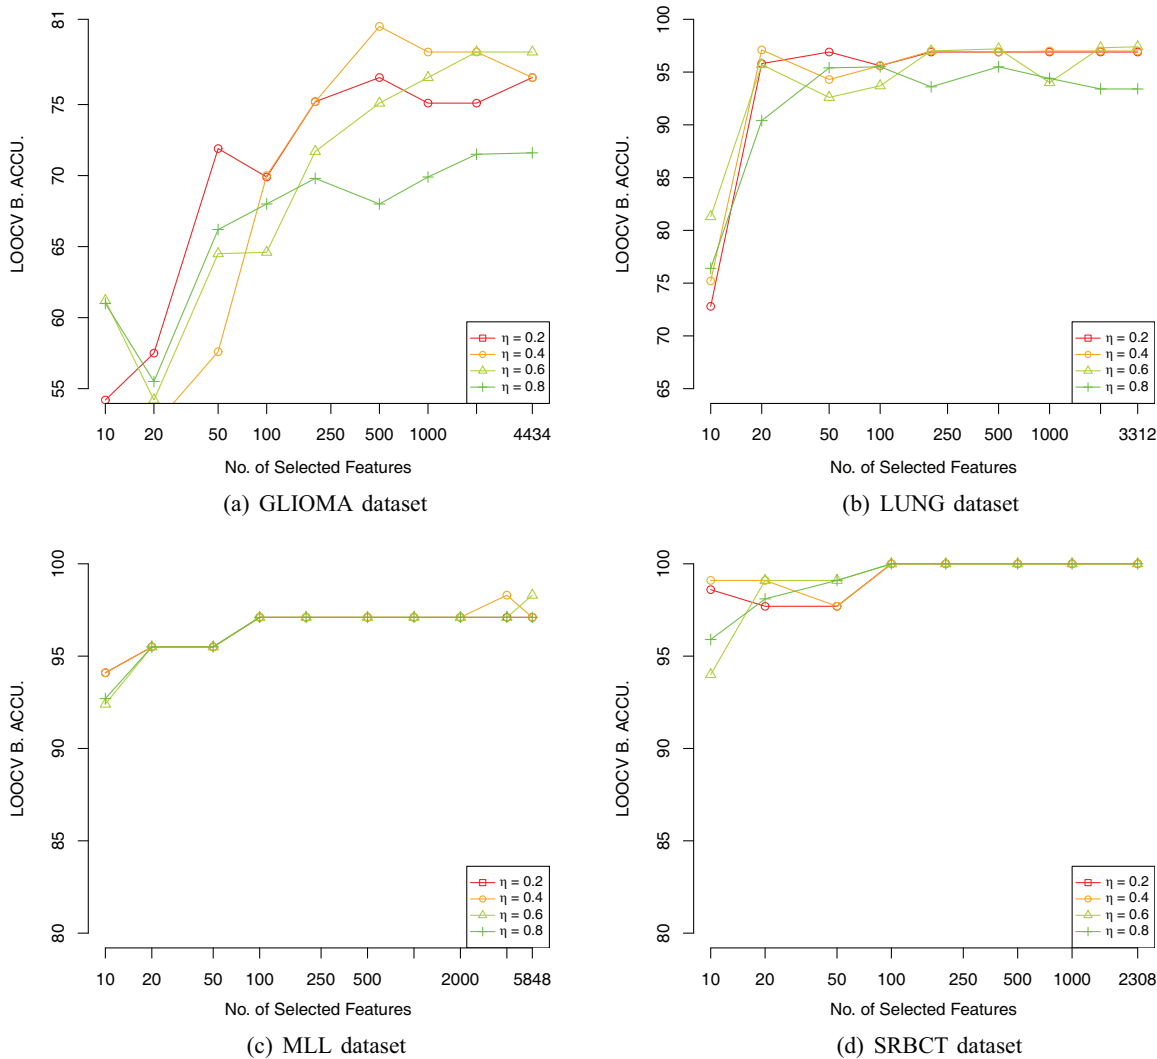 LOOCV B. ACCU.
81
75
70
65
60
55
η = 0.2
η = 0.4
η = 0.6
η = 0.8
10 20 50 100 250 500 1000 4434
No. of Selected Features
(a) GLIOMA dataset
LOOCV B. ACCU.
100
95
90
85
80
75
70
65
η = 0.2
η = 0.4
η = 0.6
η = 0.8
10 20 50 100 250 500 1000 3312
No. of Selected Features
(b) LUNG dataset
LOOCV B. ACCU.
100
95
90
85
80
η = 0.2
η = 0.4
η = 0.6
η = 0.8
10 20 50 100 250 500 2000 5848
No. of Selected Features
(c) MLL dataset
LOOCV B. ACCU.
100
95
90
85
80
η = 0.2
η = 0.4
η = 0.6
η = 0.8
10 20 50 100 250 500 1000 2308
No. of Selected Features
(d) SRBCT dataset